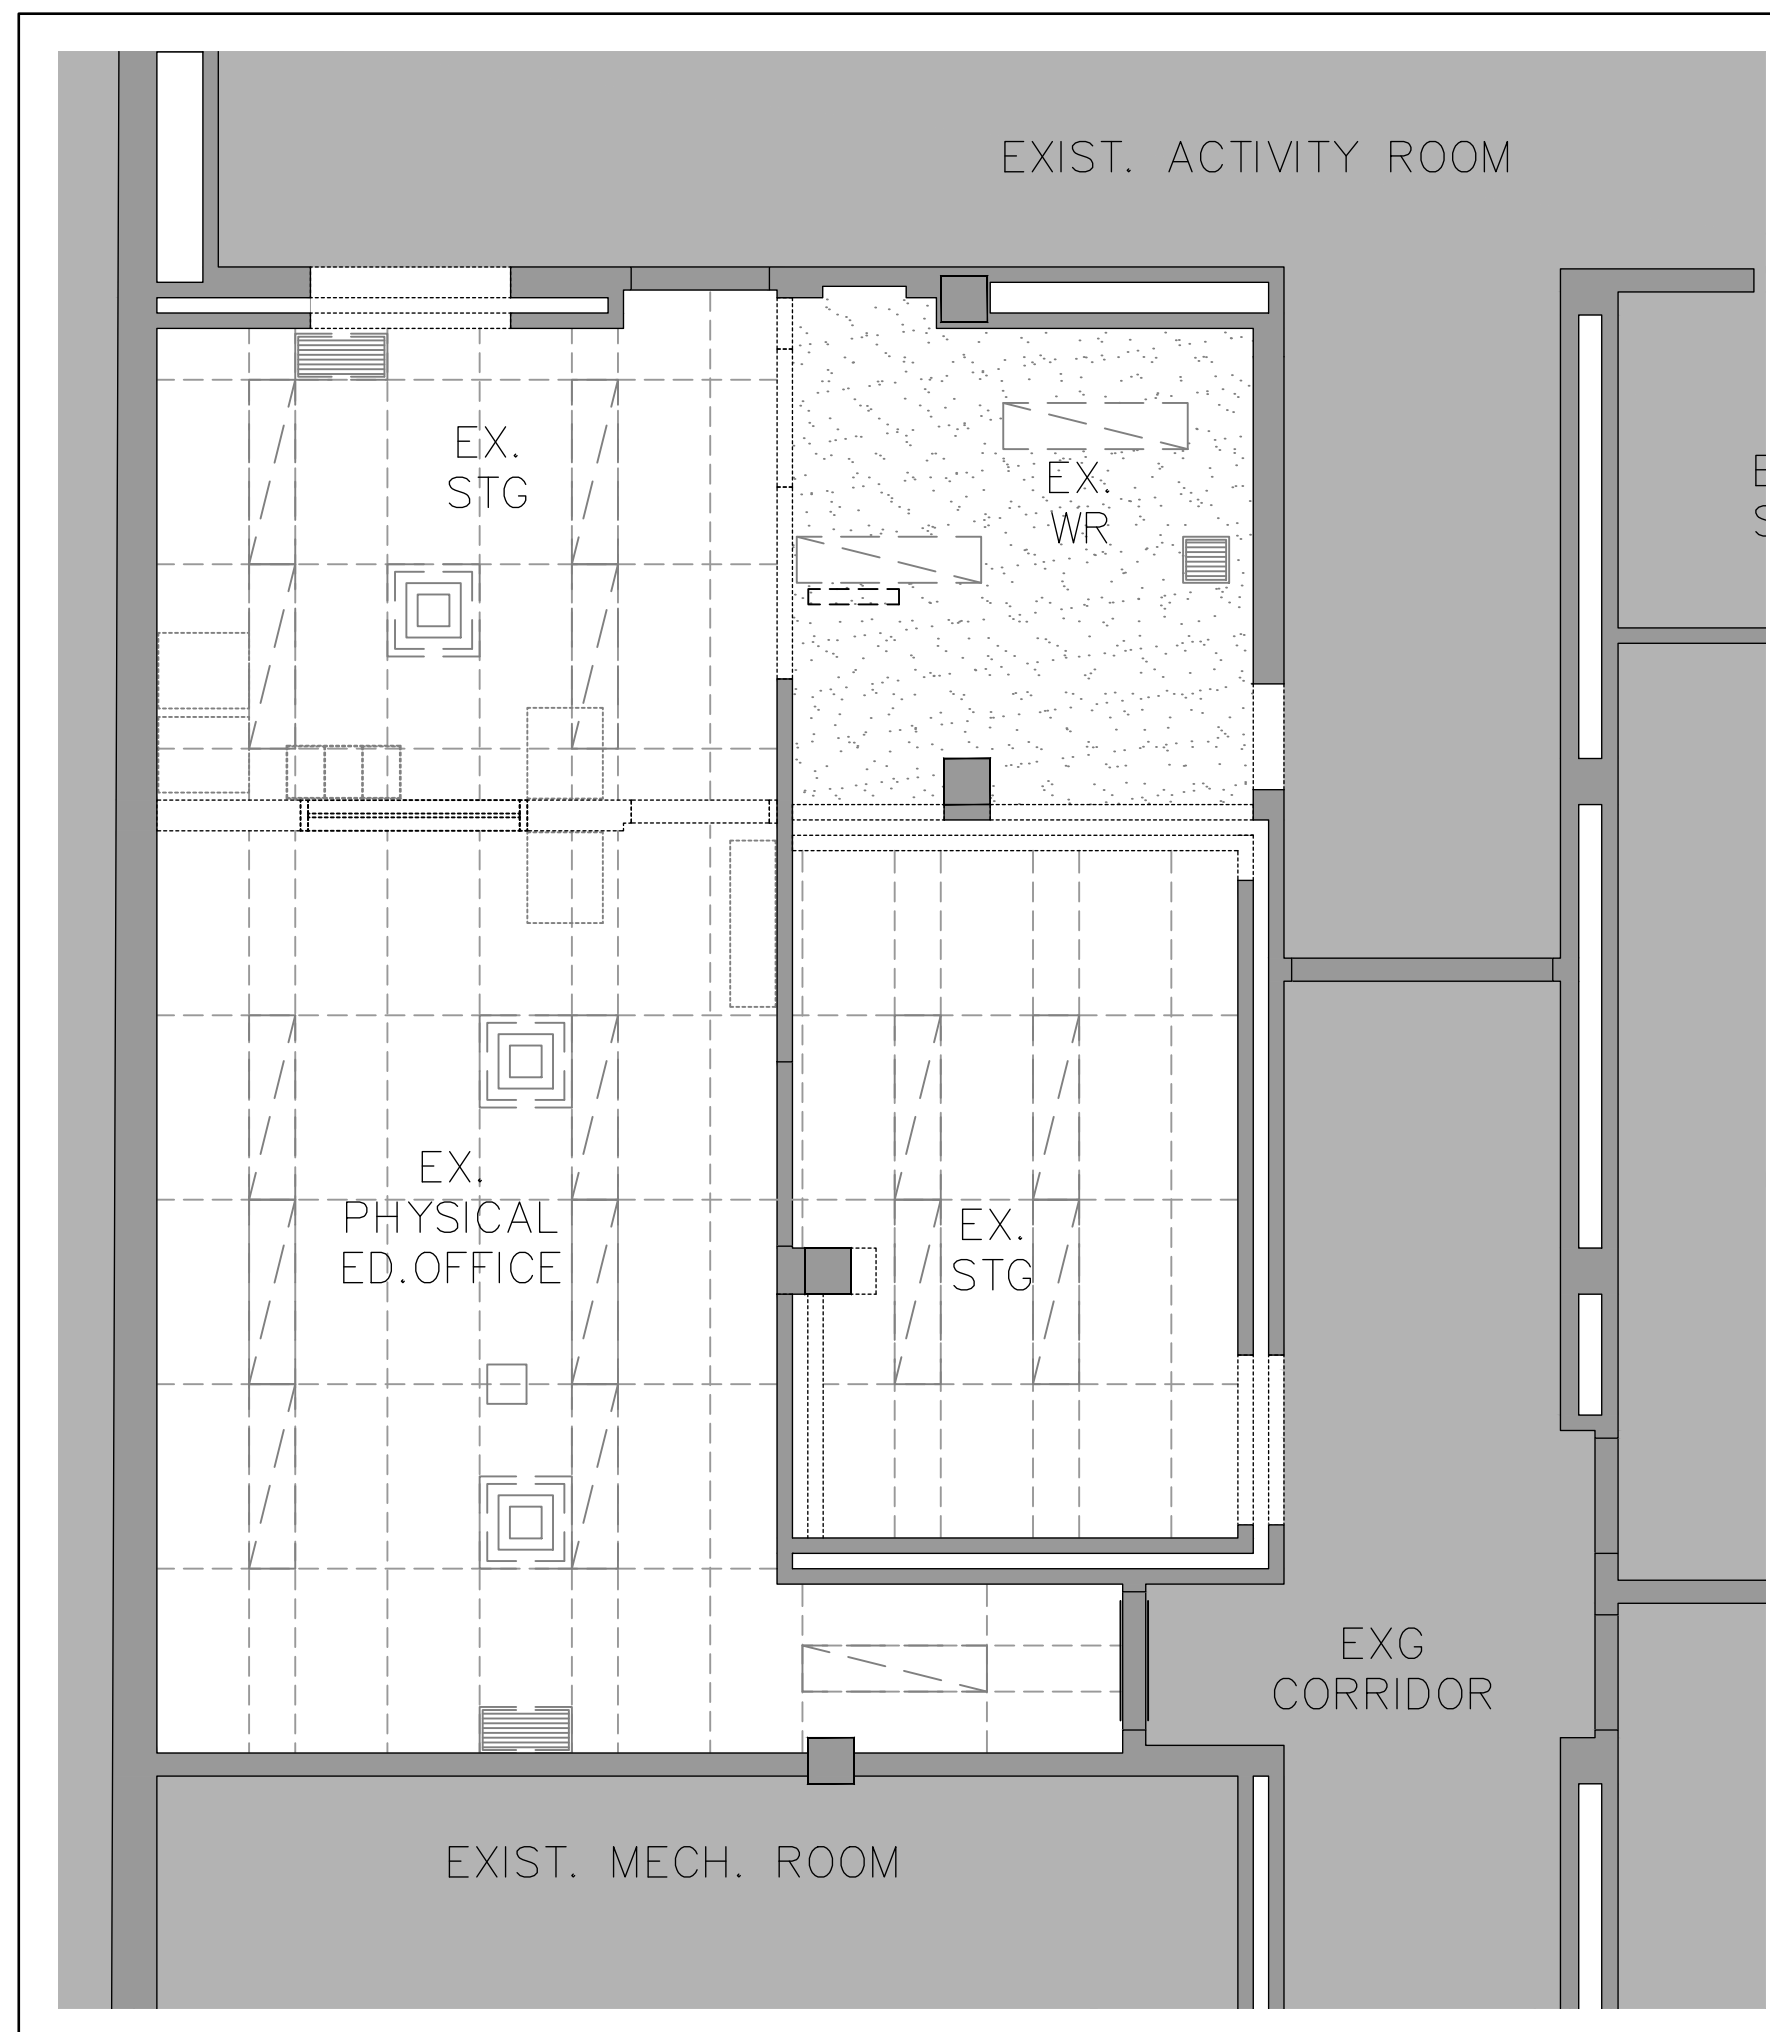 EXIST. ACTIVITY ROOM
EX.
STG
EX.
WR
EX.
PHYSICAL
ED.OFFICE
EX.
STG
EXG
CORRIDOR
EXIST. MECH. ROOM